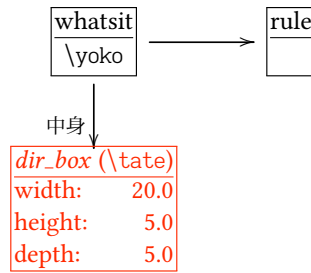 whatsit
\yoko
rule
中身
dir_box (\tate)
width: 20.0
height: 5.0
depth: 5.0